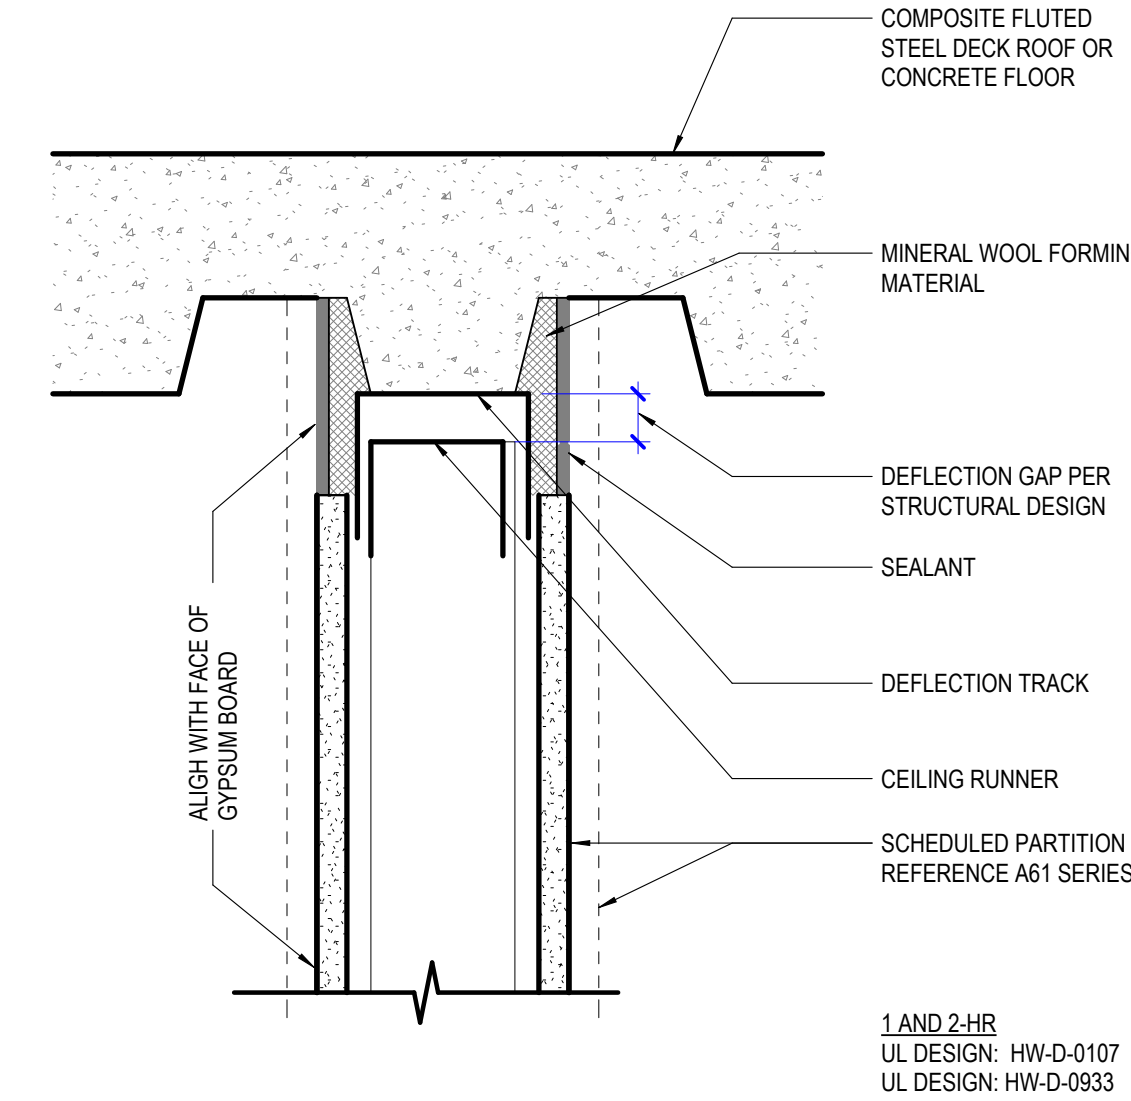 COMPOSITE FLUTED
STEEL DECK ROOF OR
CONCRETE FLOOR
MINERAL WOOL FORMIN
MATERIAL
DEFLECTION GAP PER
STRUCTURAL DESIGN
SEALANT
DEFLECTION TRACK
CEILING RUNNER
SCHEDULED PARTITION
REFERENCE A61 SERIES
ALIGH WITH FACE OF
GYPSUM BOARD
1 AND 2-HR
UL DESIGN: HW-D-0107
UL DESIGN: HW-D-0933